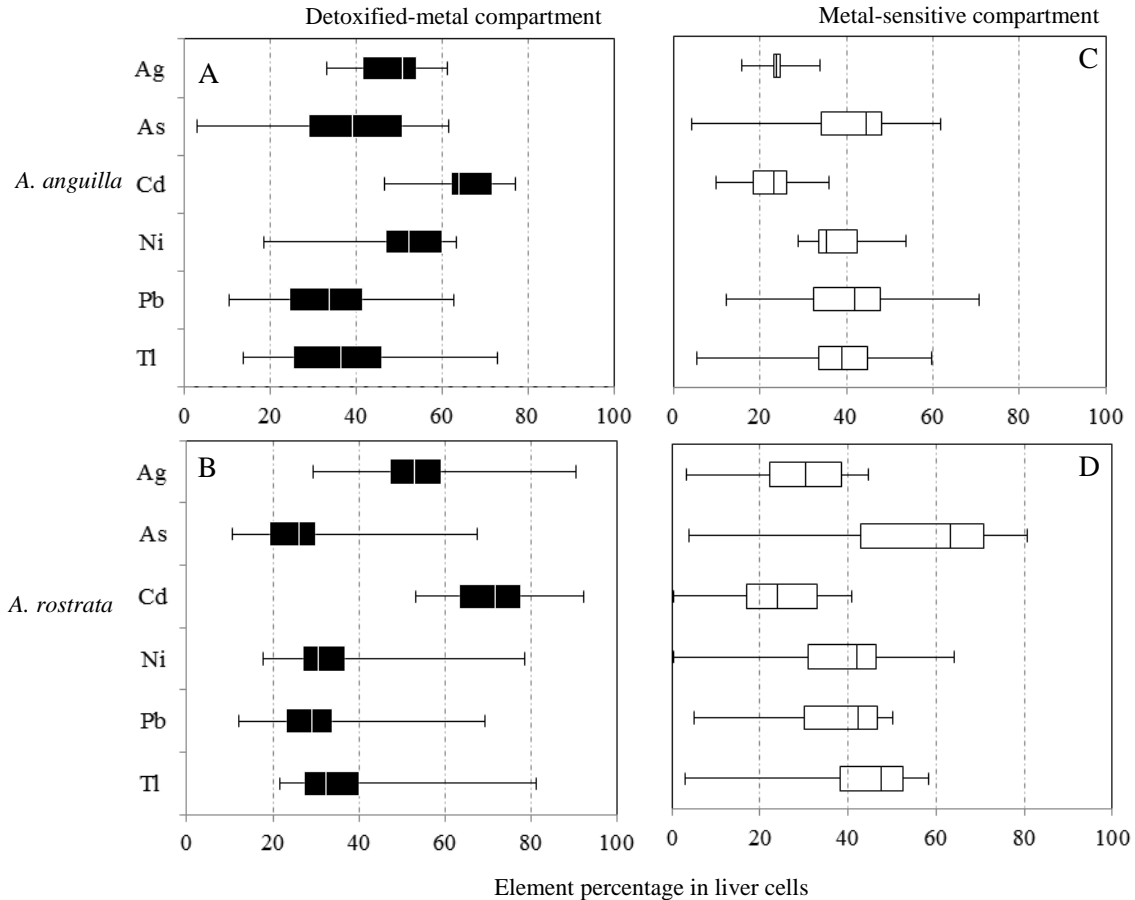 Detoxified-metal compartment
Metal-sensitive compartment
A
C
Ag
As
A. anguilla
Cd
Ni
Pb
Tl
0 20 40 60 80 100
0 20 40 60 80 100
B
D
Ag
As
Cd
A. rostrata
Ni
Pb
Tl
0 20 40 60 80 100
0 20 40 60 80 100
Element percentage in liver cells